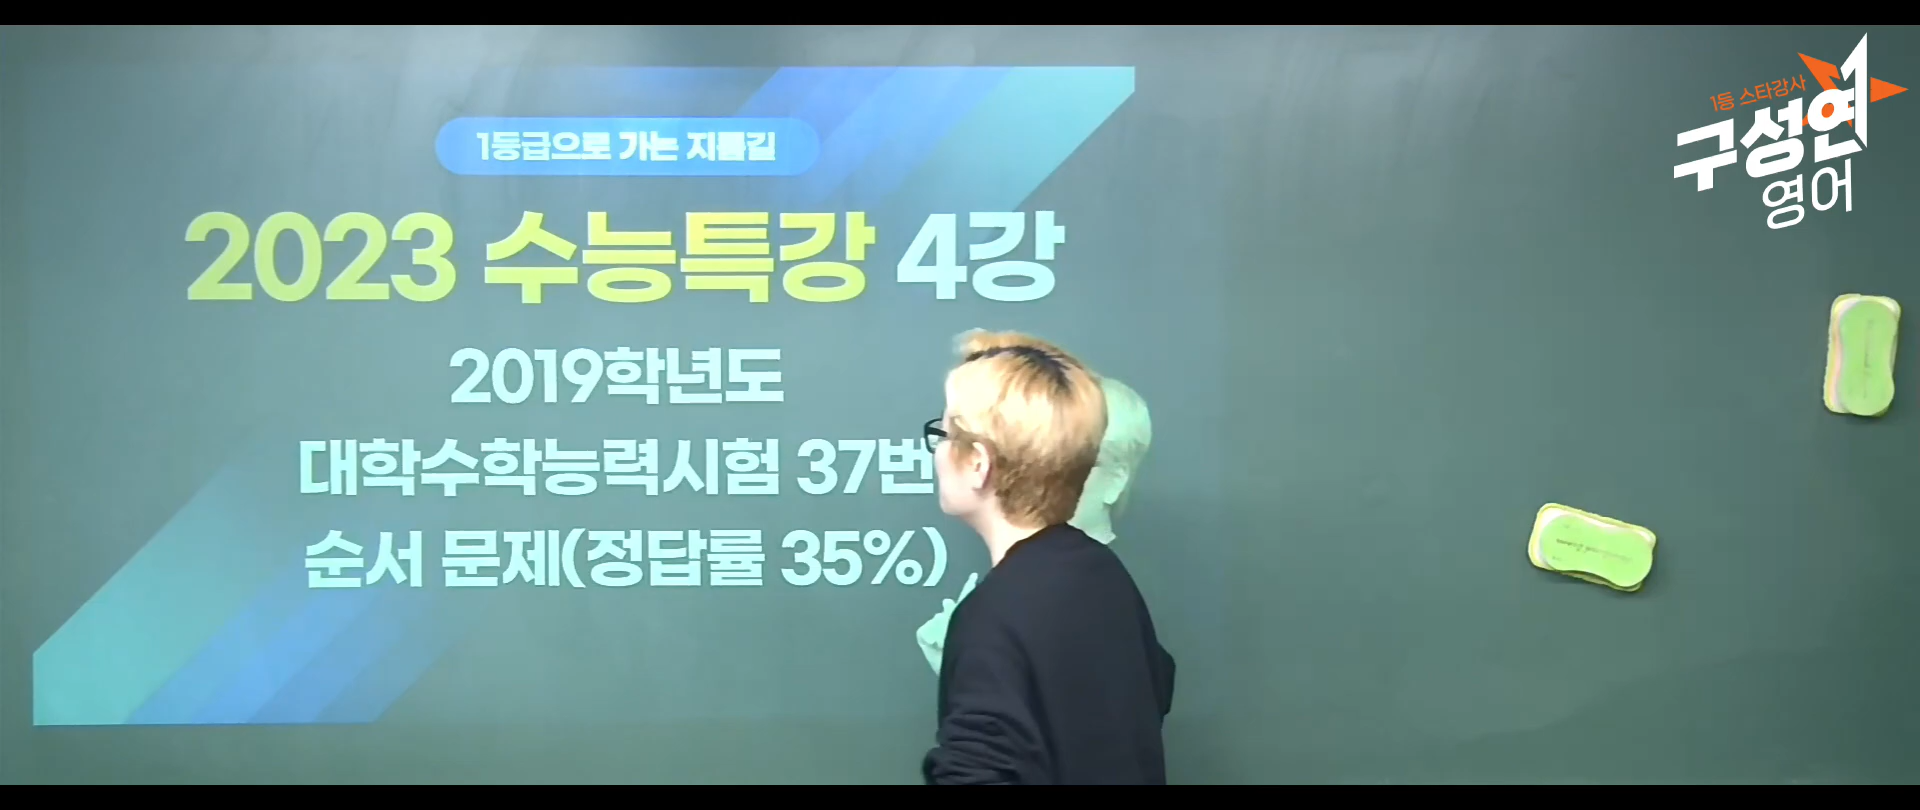 1등급으로 가는 지름길
2023 수능특강 4강
2019학년도
대학수학능력시험 37번
순서 문제(정답률 35%)
1등 스타강사
구성연
영어